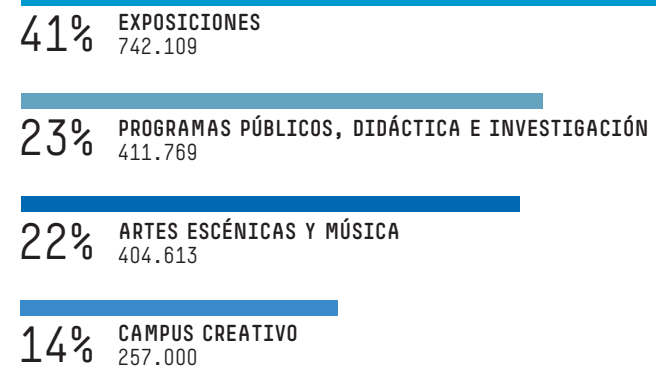 41% EXPOSICIONES
742.109
23% PROGRAMAS PÚBLICOS, DIDÁCTICA E INVESTIGACIÓN
411.769
22% ARTES ESCÉNICAS Y MÚSICA
404.613
14% CAMPUS CREATIVO
257.000